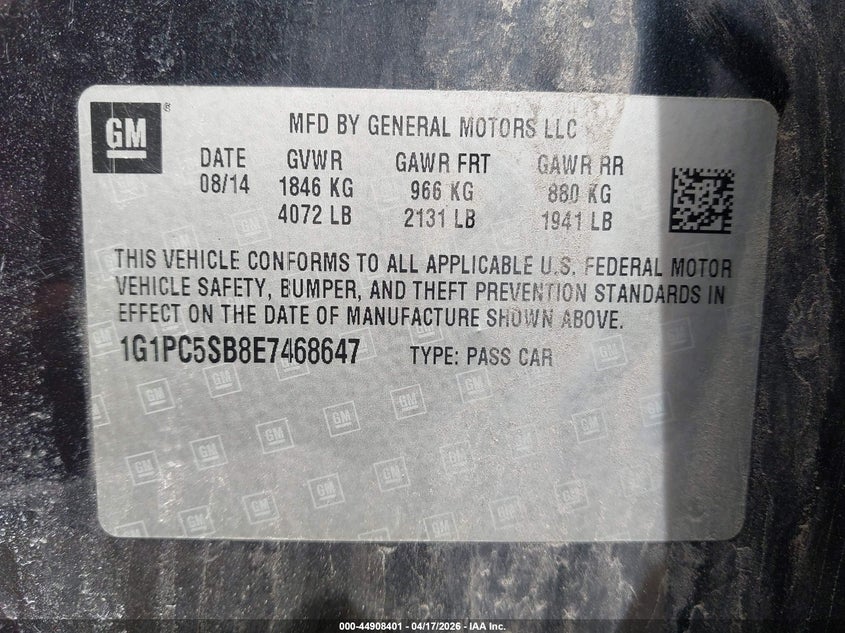 GM ®
MFD BY GENERAL MOTORS LLC
DATE GVWR GAWR FRT GAWR RR
08/14 1846 KG 966 KG 880 KG
4072 LB 2131 LB 1941 LB
THIS VEHICLE CONFORMS TO ALL APPLICABLE U.S. FEDERAL MOTOR
VEHICLE SAFETY, BUMPER, AND THEFT PREVENTION STANDARDS IN
EFFECT ON THE DATE OF MANUFACTURE SHOWN ABOVE.
1G1PC5SB8E7468647 TYPE: PASS CAR
000-44908401 - 04/17/2026 - IAA Inc.